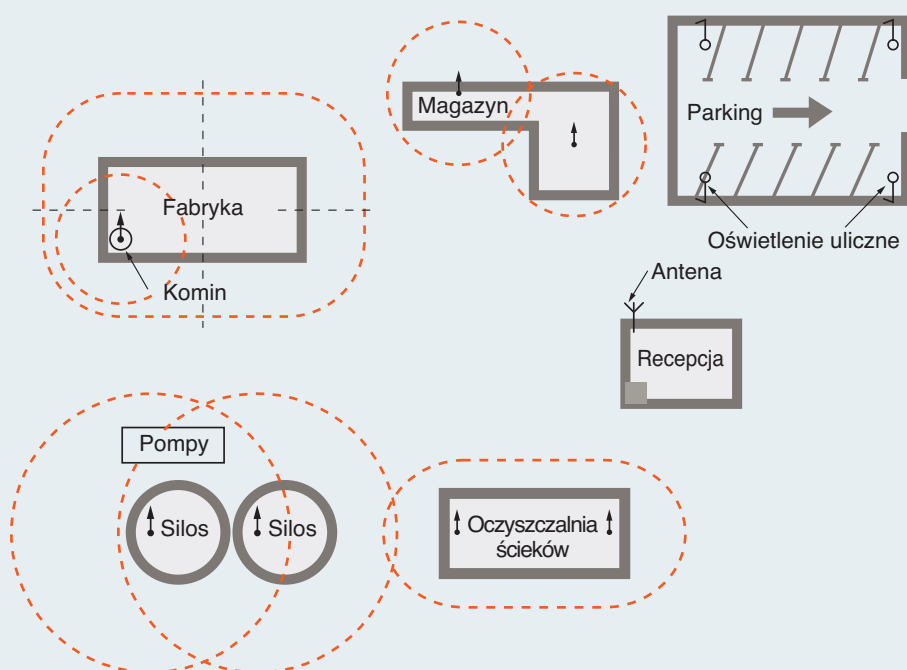 Magazyn
Parking
Fabryka
Oświetlenie uliczne
Komin
Antena
Recepcja
Pompy
Silos
Silos
Oczyszczalnia
ścieków